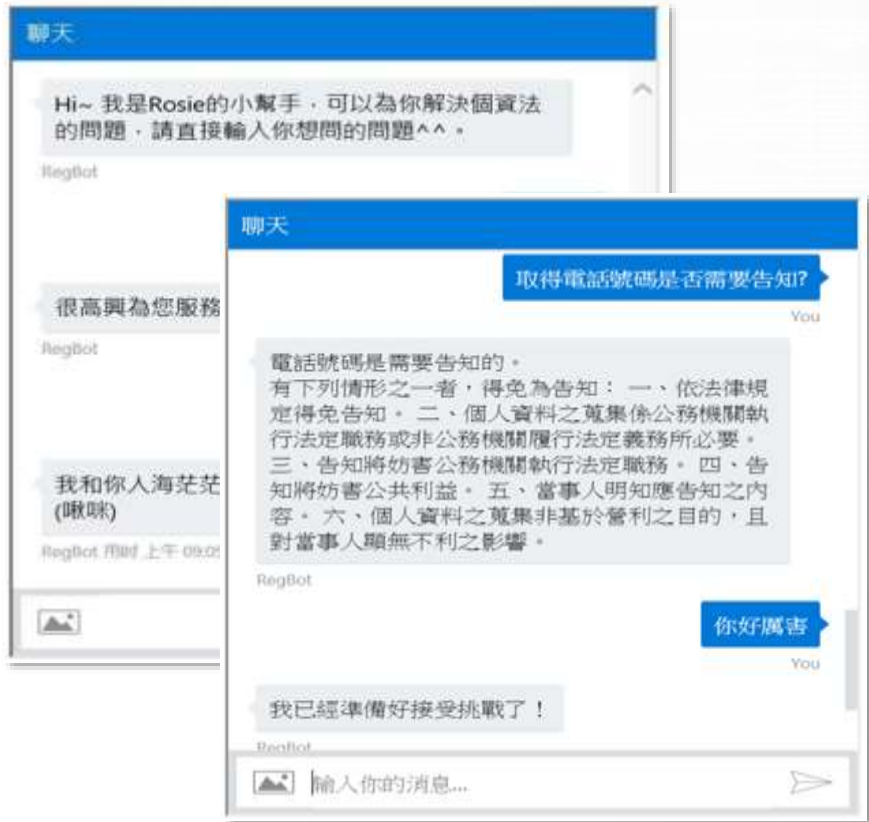 聊天
Hi~ 我是Rosie的小幫手，可以為你解決個資法
的問題，請直接輸入你想問的問題^^。
RegBot
很高興為您服務
RegBot
我和你人海茫茫
(啾咪)
RegBot 用时 上午 09:05
聊天
取得電話號碼是否需要告知?
You
電話號碼是需要告知的。
有下列情形之一者，得免為告知： 一、依法律規
定得免告知。 二、個人資料之蒐集係公務機關執
行法定職務或非公務機關履行法定義務所必要。
三、告知將妨害公務機關執行法定職務。 四、告
知將妨害公共利益。 五、當事人明知應告知之內
容。 六、個人資料之蒐集非基於營利之目的，且
對當事人顯無不利之影響。
RegBot
你好厲害
You
我已經準備好接受挑戰了！
RegBot
輸入你的消息...